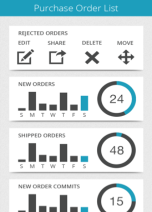 Purchase Order List
REJECTED ORDERS
EDIT SHARE DELETE MOVE
NEW ORDERS
24
S M T W T F S
SHIPPED ORDERS
48
S M T W T F S
NEW ORDER COMMITS
15